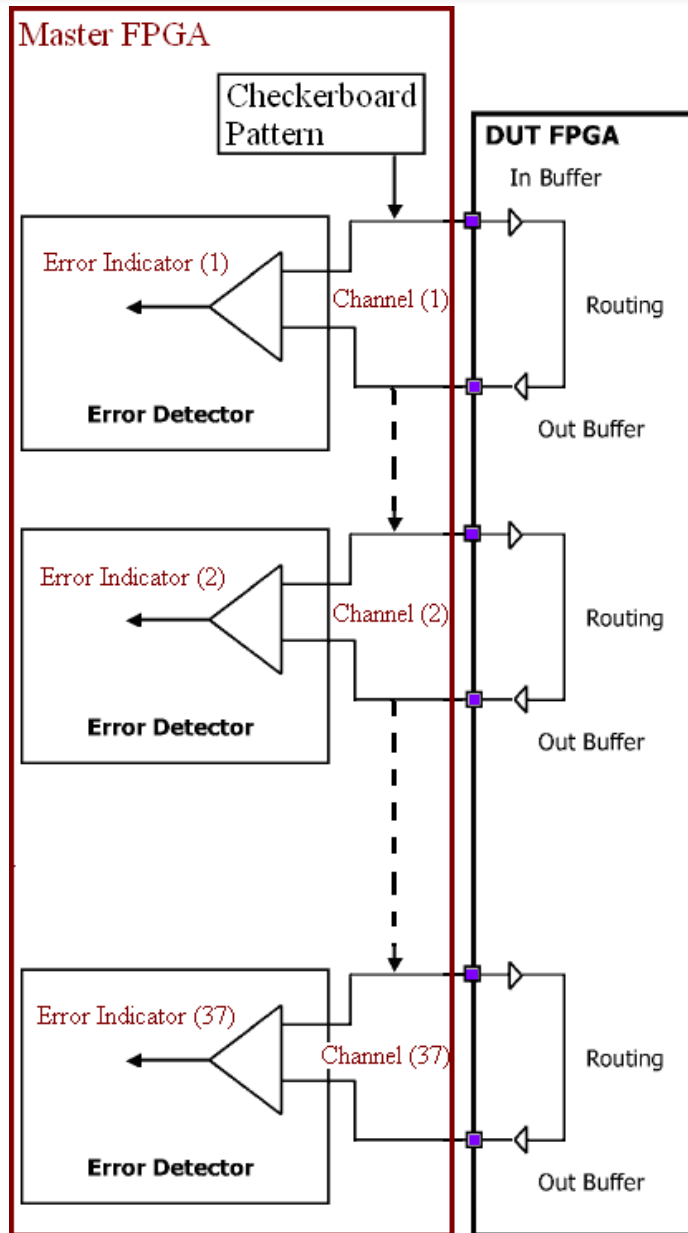 Master FPGA
Checkerboard
Pattern
DUT FPGA
In Buffer
Error Indicator (1)
Channel (1)
Routing
Error Detector
Out Buffer
Error Indicator (2)
Channel (2)
Routing
Error Detector
Out Buffer
Error Indicator (37)
Channel (37)
Routing
Error Detector
Out Buffer